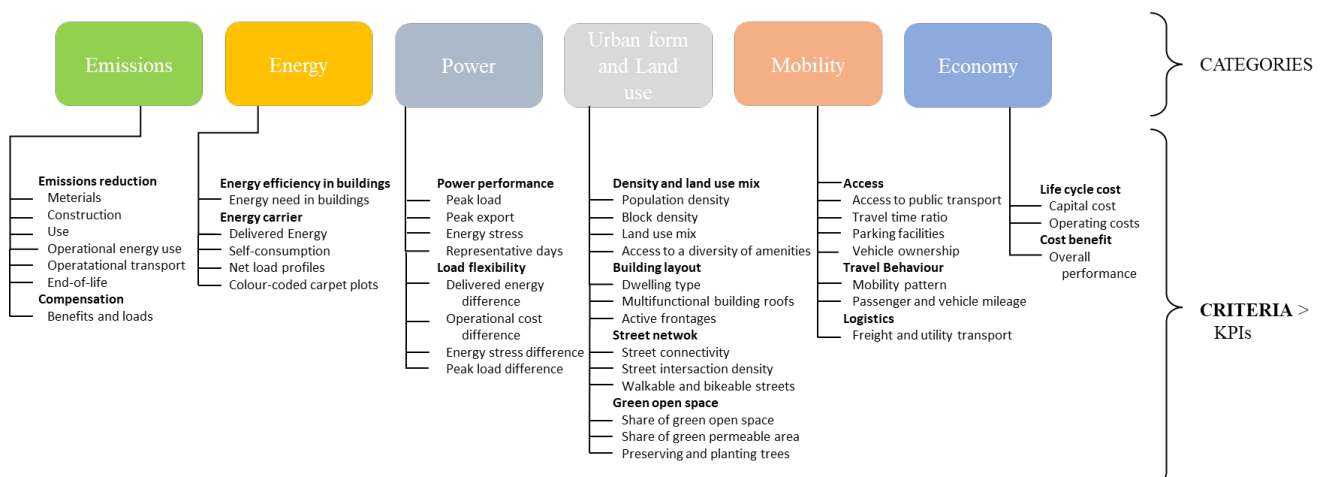 Emissions
Energy
Power
Urban form
and Land
use
Mobility
Economy
CATEGORIES
Emissions reduction
Materials
Construction
Use
Operational energy use
Operatational transport
End-of-life
Compensation
Benefits and loads
Energy efficiency in buildings
Energy need in buildings
Energy carrier
Delivered Energy
Self-consumption
Net load profiles
Colour-coded carpet plots
Power performance
Peak load
Peak export
Energy stress
Representative days
Load flexibility
Delivered energy
difference
Operational cost
difference
Energy stress difference
Peak load difference
Density and land use mix
Population density
Block density
Land use mix
Access to a diversity of amenities
Building layout
Dwelling type
Multifunctional building roofs
Active frontages
Street netwok
Street connectivity
Street intersaction density
Walkable and bikeable streets
Green open space
Share of green open space
Share of green permeable area
Preserving and planting trees
Access
Access to public transport
Travel time ratio
Parking facilities
Vehicle ownership
Travel Behaviour
Mobility pattern
Passenger and vehicle mileage
Logistics
Freight and utility transport
Life cycle cost
Capital cost
Operating costs
Cost benefit
Overall
performance
CRITERIA >
KPIs